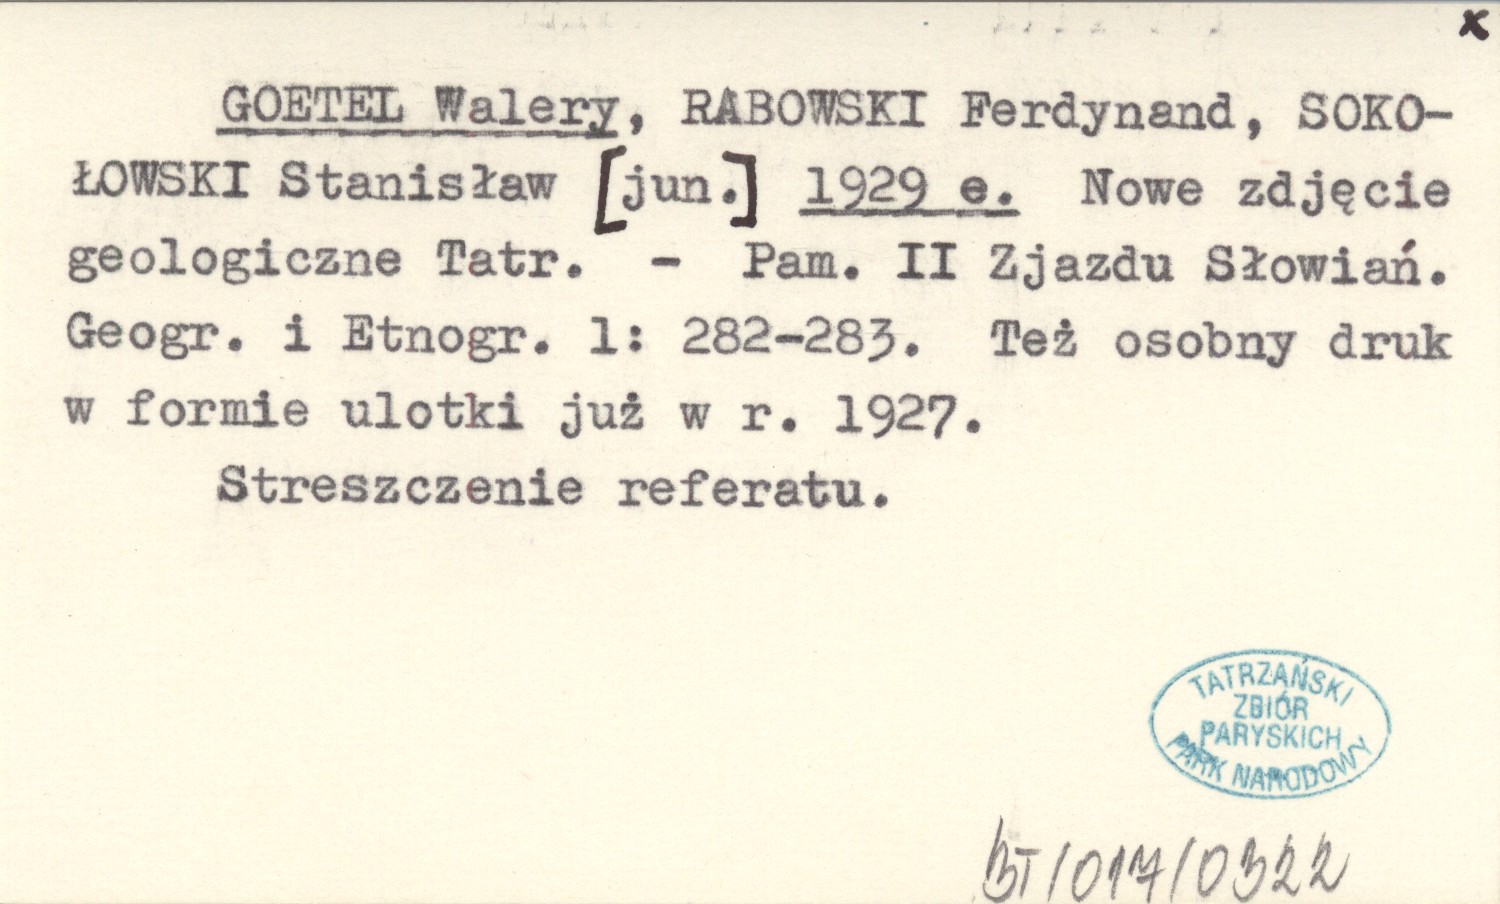 x
GOETEL Walery, RABOWSKI Ferdynand, SOKO-
ŁOWSKI Stanisław [jun.] 1929 e. Nowe zdjęcie
geologiczne Tatr. - Pam. II Zjazdu Słowiań.
Geogr. i Etnogr. 1: 282-283. Też osobny druk
w formie ulotki już w r. 1927.
Streszczenie referatu.
TATRZAŃSKI
ZBIÓR
PARYSKICH
PARK NARODOWY
BT/017/0322